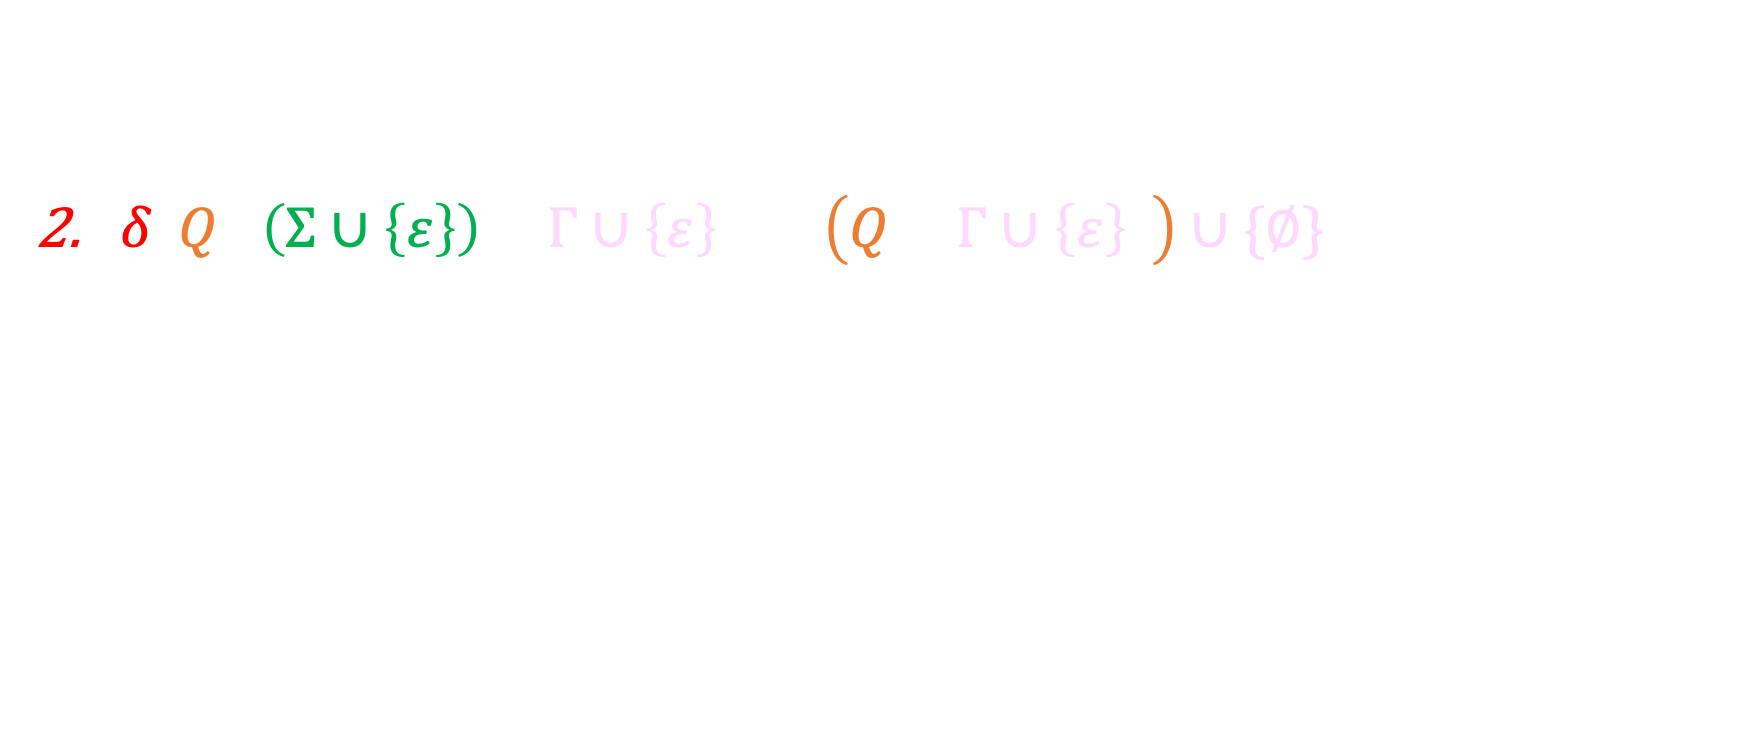 2. δ Q (Σ ∪ {ε}) Γ ∪ {ε} (Q Γ ∪ {ε} ) ∪ {∅}